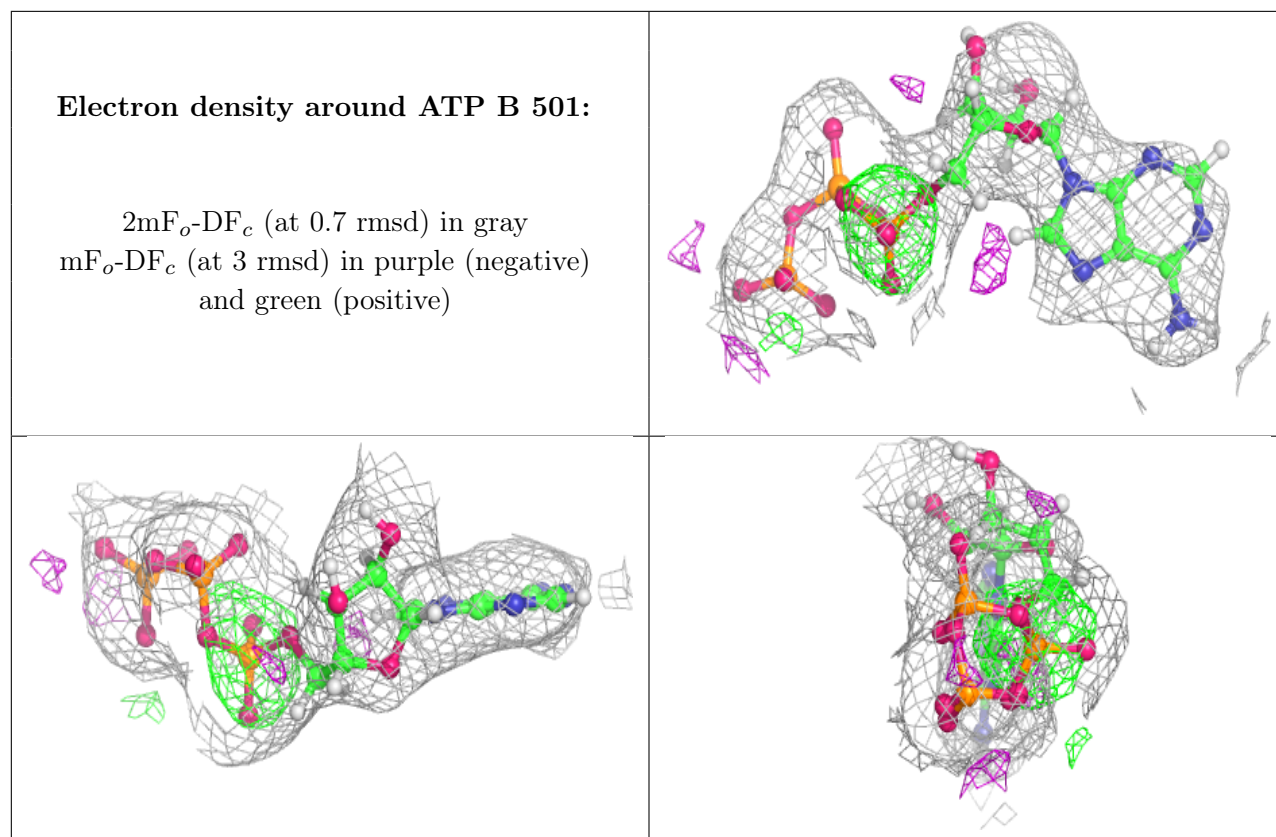 Electron density around ATP B 501:
2mFo-DFc (at 0.7 rmsd) in gray
mFo-DFc (at 3 rmsd) in purple (negative)
and green (positive)